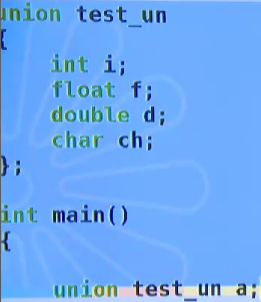 union test_un
{
int i;
float f;
double d;
char ch;
};
int main()
{
union test_un a;